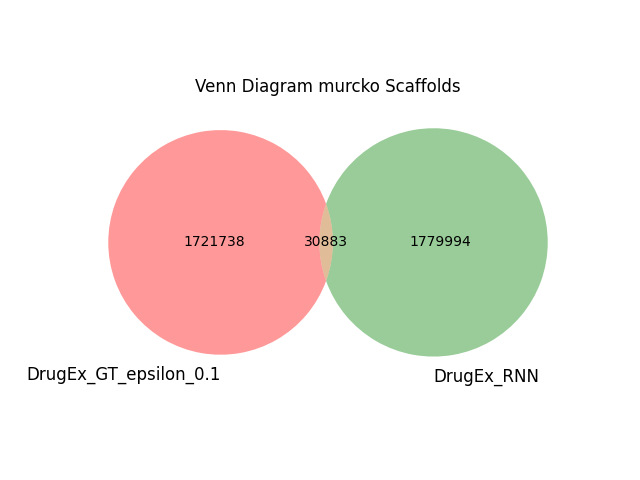 Venn Diagram murcko Scaffolds
1721738 30883 1779994
DrugEx_GT_epsilon_0.1
DrugEx_RNN